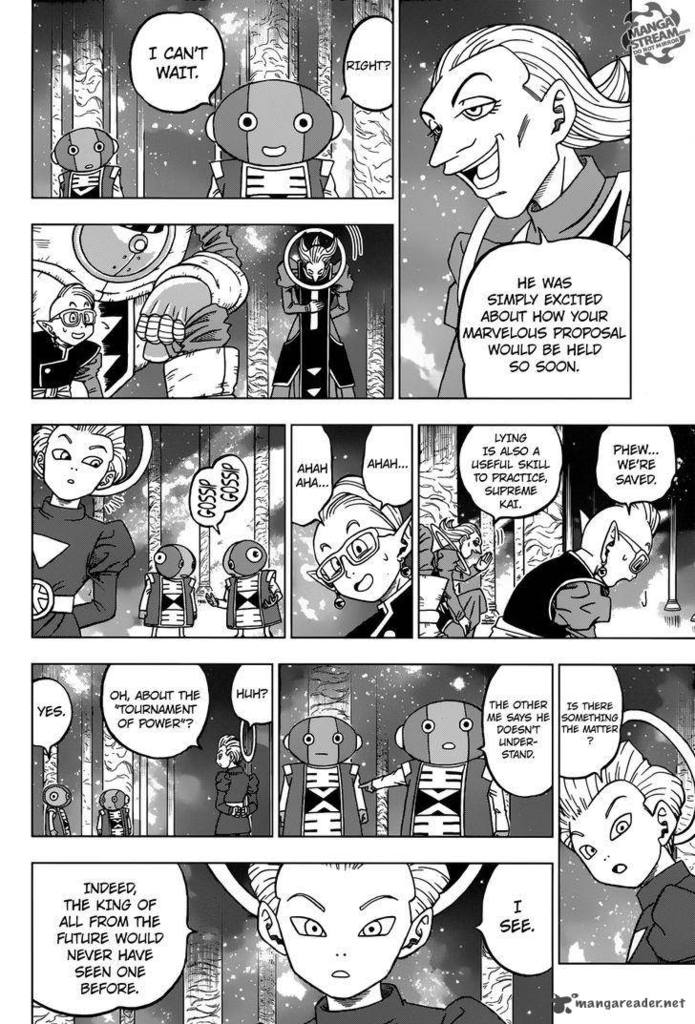 I CAN'T
WAIT.
RIGHT?
HE WAS
SIMPLY EXCITED
ABOUT HOW YOUR
MARVELOUS PROPOSAL
WOULD BE HELD
SO SOON.
MANGA
STREAM
DO NOT MIRROR
GOSSIP
GOSSIP
AHAH
AHA...
AHAH...
LYING
IS ALSO A
USEFUL SKILL
TO PRACTICE,
SUPREME
KAI.
PHEW...
WE'RE
SAVED.
YES.
OH, ABOUT THE
"TOURNAMENT
OF POWER"?
HUH?
THE OTHER
ME SAYS HE
DOESN'T
UNDER-
STAND.
IS THERE
SOMETHING
THE MATTER
?
INDEED,
THE KING OF
ALL FROM THE
FUTURE WOULD
NEVER HAVE
SEEN ONE
BEFORE.
I
SEE.
mangareader.net